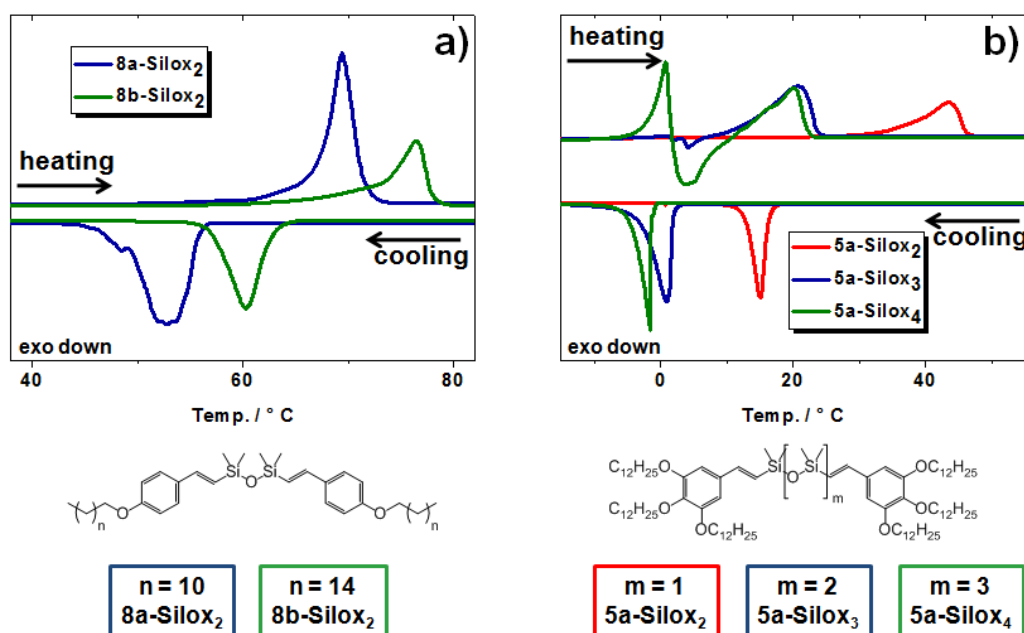 a)
8a-Silox₂
8b-Silox₂
heating
cooling
exo down
40 60 80
Temp. / ° C
b)
heating
cooling
5a-Silox₂
5a-Silox₃
5a-Silox₄
exo down
0 20 40
Temp. / ° C
Si Si
O
n O
O n
n = 10
8a-Silox₂
n = 14
8b-Silox₂
C₁₂H₂₅O Si Si OC₁₂H₂₅
O m
C₁₂H₂₅O OC₁₂H₂₅
OC₁₂H₂₅ OC₁₂H₂₅
m = 1
5a-Silox₂
m = 2
5a-Silox₃
m = 3
5a-Silox₄